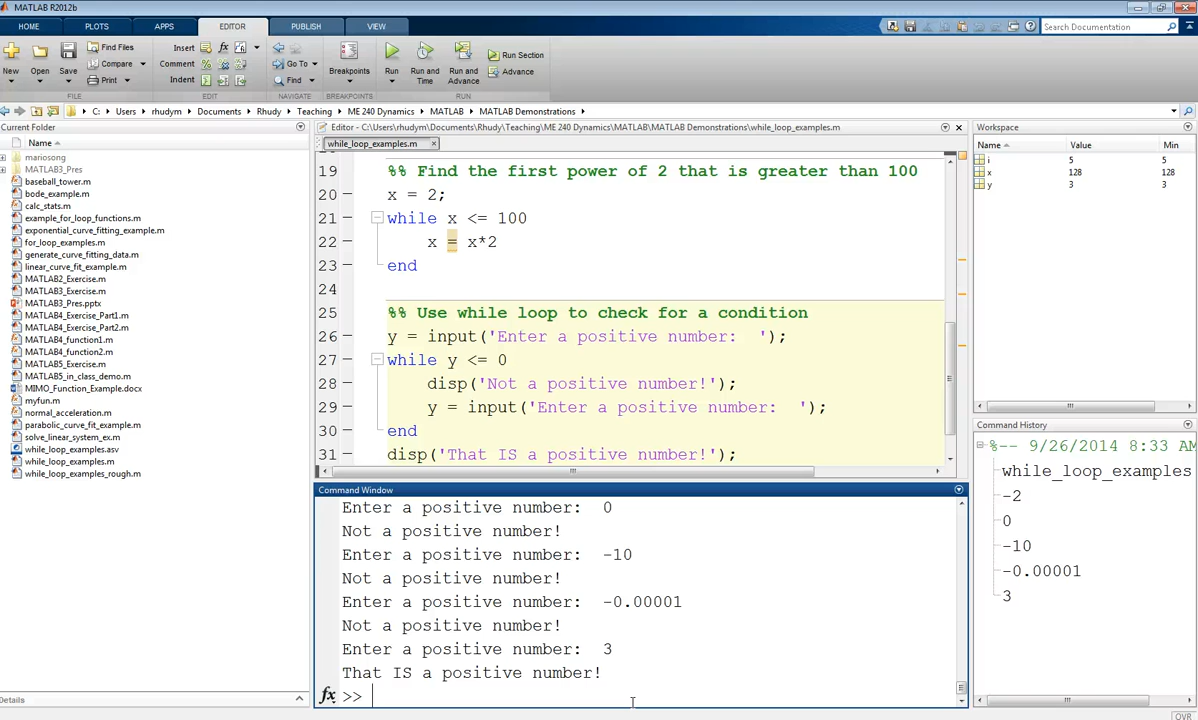 MATLAB R2012b
HOME PLOTS APPS EDITOR PUBLISH VIEW
Search Documentation
New Open Save Find Files Compare Print
Insert Comment Indent
Go To Find
Breakpoints
Run Run and Time Run and Advance Run Section Advance
FILE EDIT NAVIGATE BREAKPOINTS RUN
C: Users rhudym Documents Rhudy Teaching ME 240 Dynamics MATLAB MATLAB Demonstrations
Current Folder
Name
mariosong
MATLAB3_Pres
baseball_tower.m
bode_example.m
calc_stats.m
example_for_loop_functions.m
exponential_curve_fitting_example.m
for_loop_examples.m
generate_curve_fitting_data.m
linear_curve_fit_example.m
MATLAB2_Exercise.m
MATLAB3_Exercise.m
MATLAB3_Pres.pptx
MATLAB4_Exercise_Part1.m
MATLAB4_Exercise_Part2.m
MATLAB4_function1.m
MATLAB4_function2.m
MATLAB5_Exercise.m
MATLAB5_in_class_demo.m
MIMO_Function_Example.docx
myfun.m
normal_acceleration.m
parabolic_curve_fit_example.m
solve_linear_system_ex.m
while_loop_examples.asv
while_loop_examples.m
while_loop_examples_rough.m
Details
Editor - C:\Users\rhudym\Documents\Rhudy\Teaching\ME 240 Dynamics\MATLAB\MATLAB Demonstrations\while_loop_examples.m
while_loop_examples.m
19 %% Find the first power of 2 that is greater than 100
20 x = 2;
21 while x <= 100
22 x = x*2
23 end
24
25 %% Use while loop to check for a condition
26 y = input('Enter a positive number:  ');
27 while y <= 0
28 disp('Not a positive number!');
29 y = input('Enter a positive number:  ');
30 end
31 disp('That IS a positive number!');
Command Window
Enter a positive number:  0
Not a positive number!
Enter a positive number:  -10
Not a positive number!
Enter a positive number:  -0.00001
Not a positive number!
Enter a positive number:  3
That IS a positive number!
fx >>
Workspace
Name Value Min
i 5 5
x 128 128
y 3 3
Command History
%-- 9/26/2014 8:33 AM
while_loop_examples
-2
0
-10
-0.00001
3
OVR